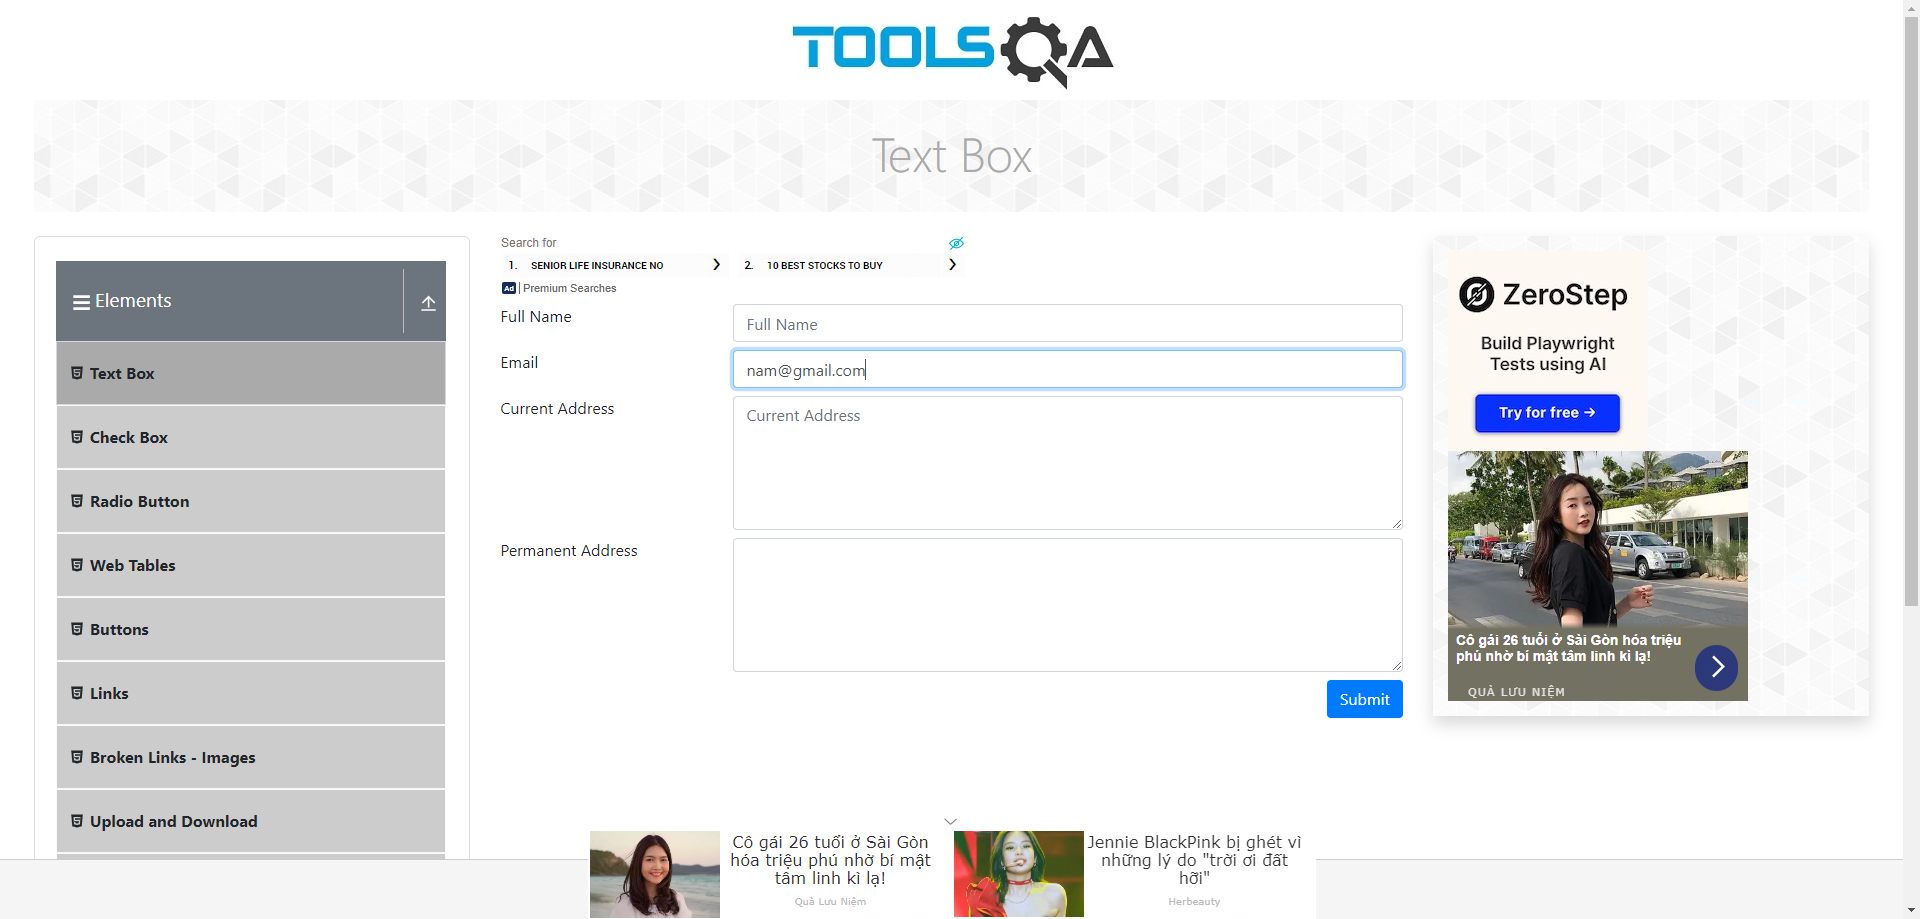 TOOLSQA
Text Box
Elements
Text Box
Check Box
Radio Button
Web Tables
Buttons
Links
Broken Links - Images
Upload and Download
Search for
1. SENIOR LIFE INSURANCE NO
2. 10 BEST STOCKS TO BUY
Ad | Premium Searches
Full Name
Full Name
Email
nam@gmail.com
Current Address
Current Address
Permanent Address
Submit
ZeroStep
Build Playwright
Tests using AI
Try for free →
Cô gái 26 tuổi ở Sài Gòn hóa triệu
phú nhờ bí mật tâm linh kì lạ!
QUÀ LƯU NIỆM
Cô gái 26 tuổi ở Sài Gòn
hóa triệu phú nhờ bí mật
tâm linh kì lạ!
Quà Lưu Niệm
Jennie BlackPink bị ghét vì
những lý do "trời ơi đất
hỡi"
Herbeauty